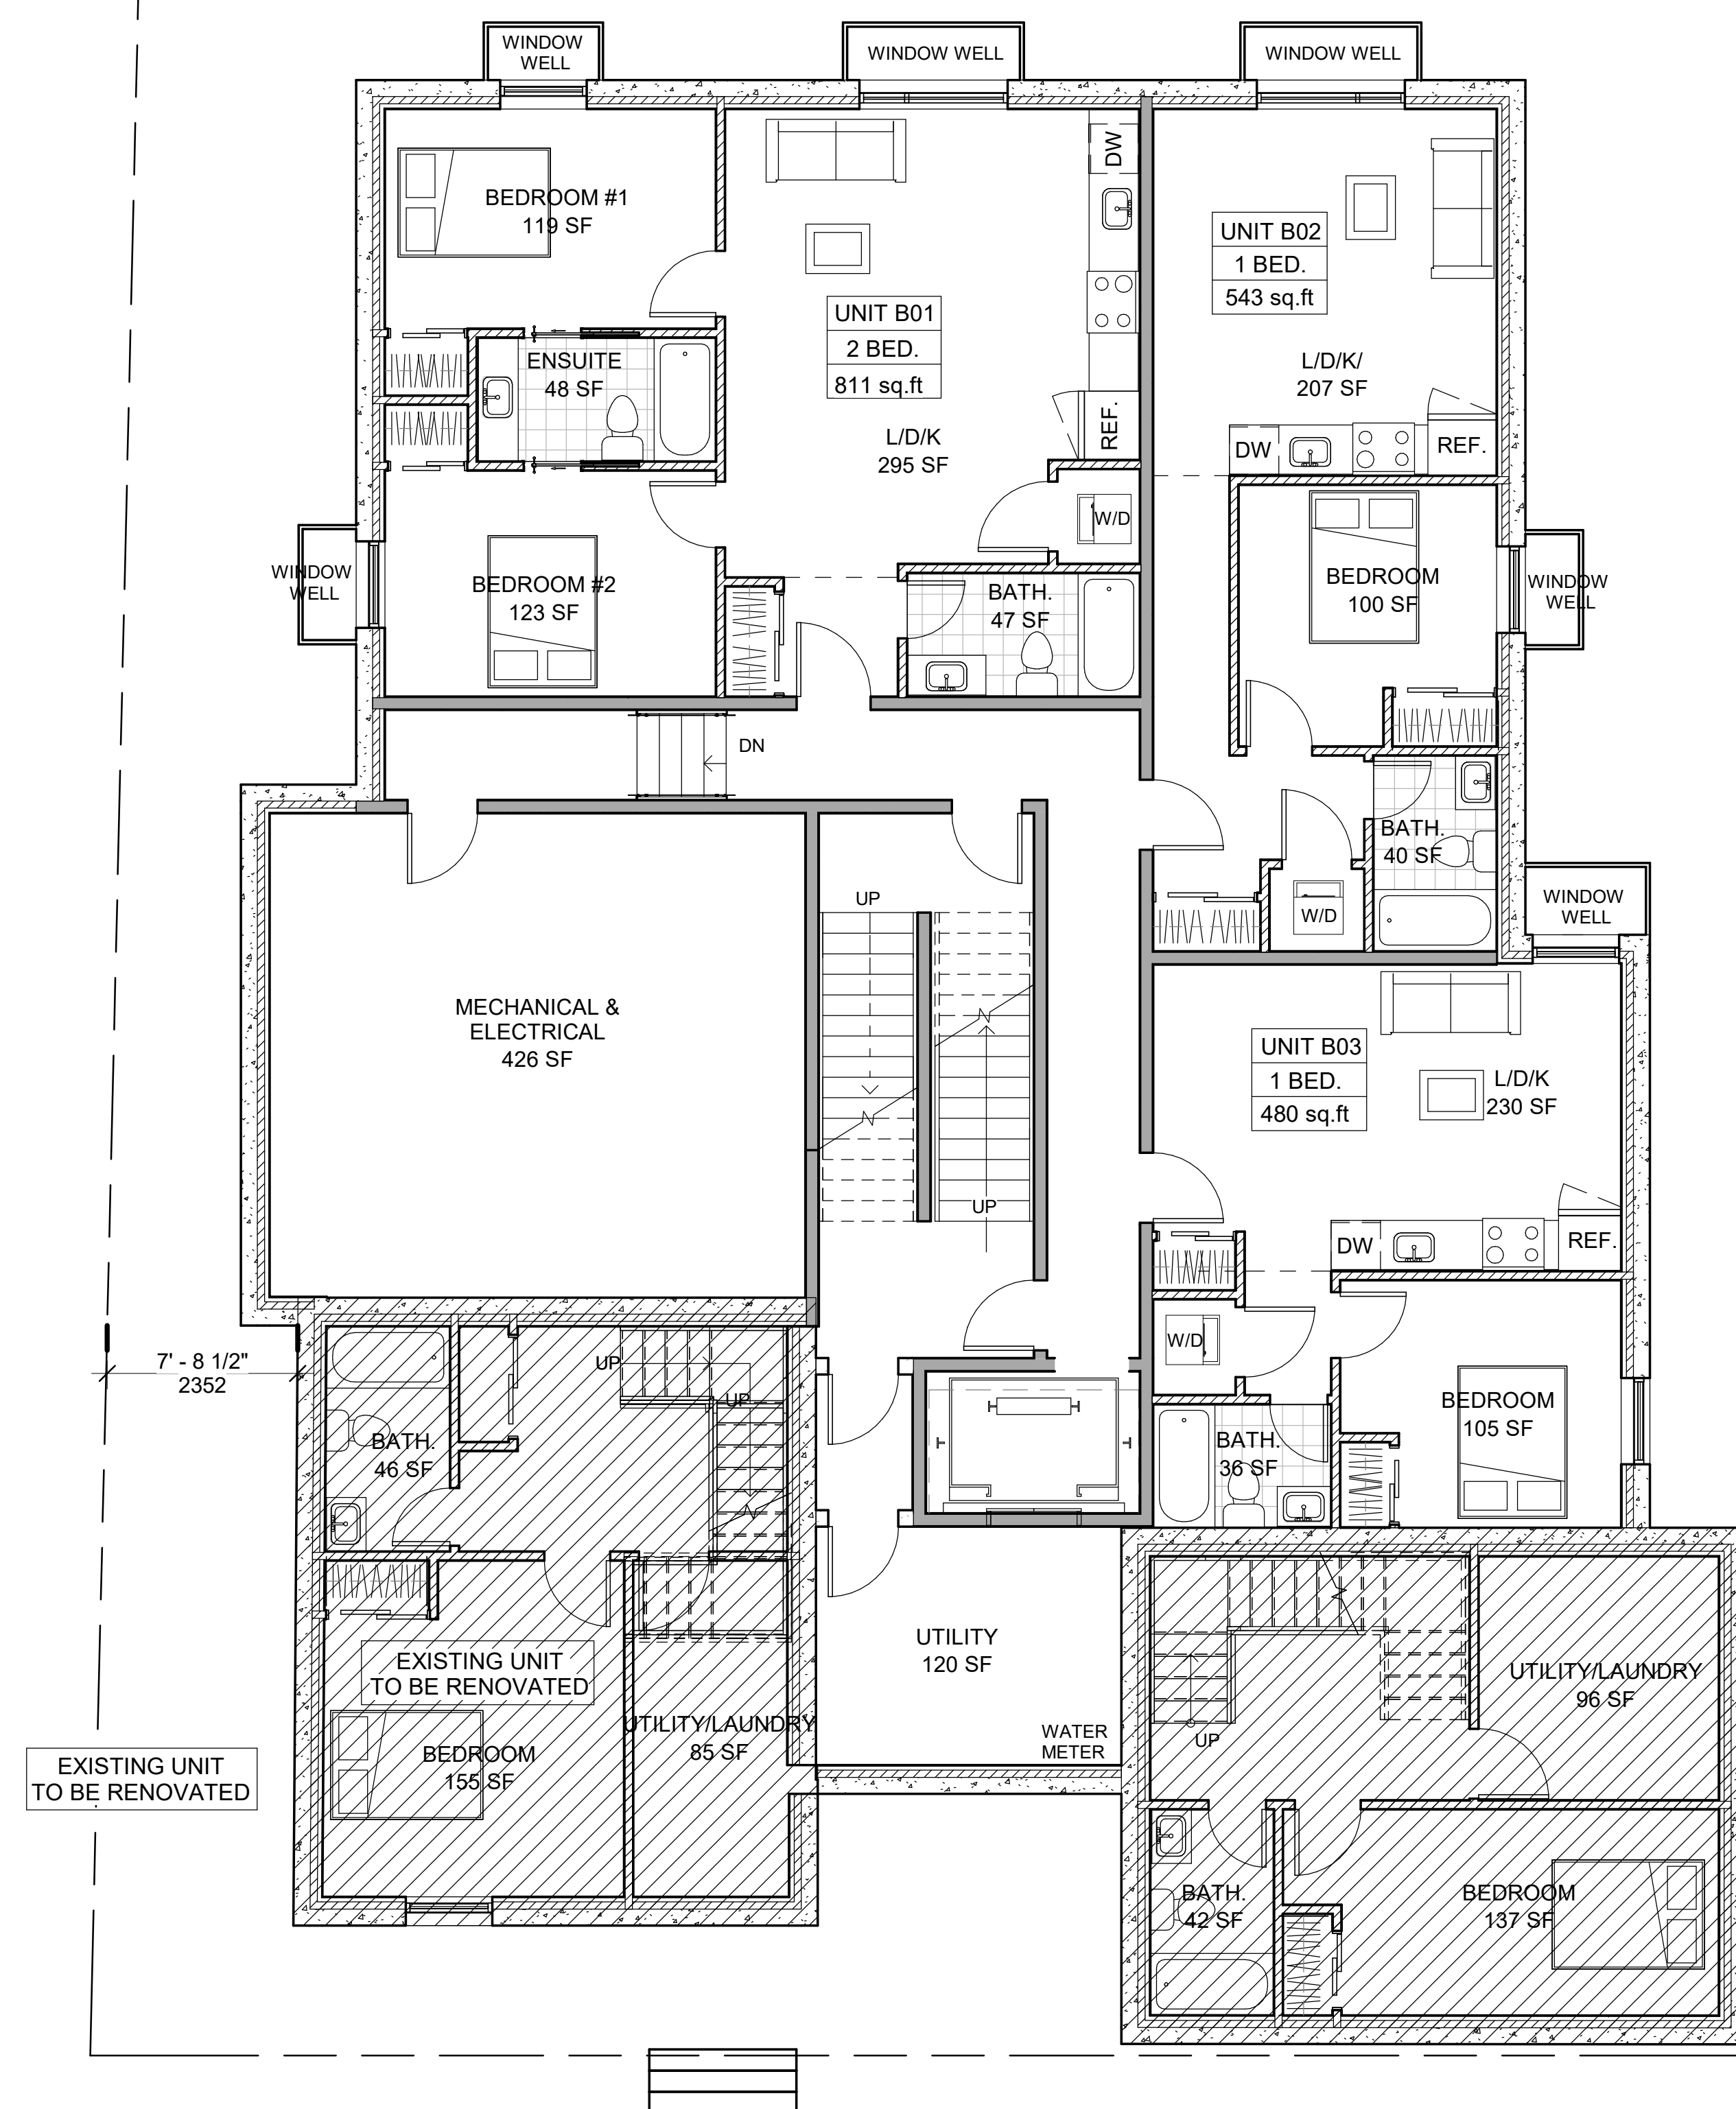 WINDOW
WELL
WINDOW WELL
WINDOW WELL
BEDROOM #1
119 SF
DW
UNIT B01
2 BED.
811 sq.ft
UNIT B02
1 BED.
543 sq.ft
ENSUITE
48 SF
L/D/K
295 SF
REF.
L/D/K/
207 SF
DW
REF.
W/D
WINDOW
WELL
BEDROOM #2
123 SF
BATH.
47 SF
BEDROOM
100 SF
WINDOW
WELL
DN
BATH.
40 SF
UP
W/D
WINDOW
WELL
MECHANICAL &
ELECTRICAL
426 SF
UNIT B03
1 BED.
480 sq.ft
L/D/K
230 SF
UP
DW
REF.
7' - 8 1/2"
2352
UP
UP
W/D
BATH.
46 SF
BATH.
36 SF
BEDROOM
105 SF
EXISTING UNIT
TO BE RENOVATED
UTILITY
120 SF
UTILITY/LAUNDRY
96 SF
UTILITY/LAUNDRY
85 SF
WATER
METER
UP
BEDROOM
155 SF
EXISTING UNIT
TO BE RENOVATED
BATH.
42 SF
BEDROOM
137 SF